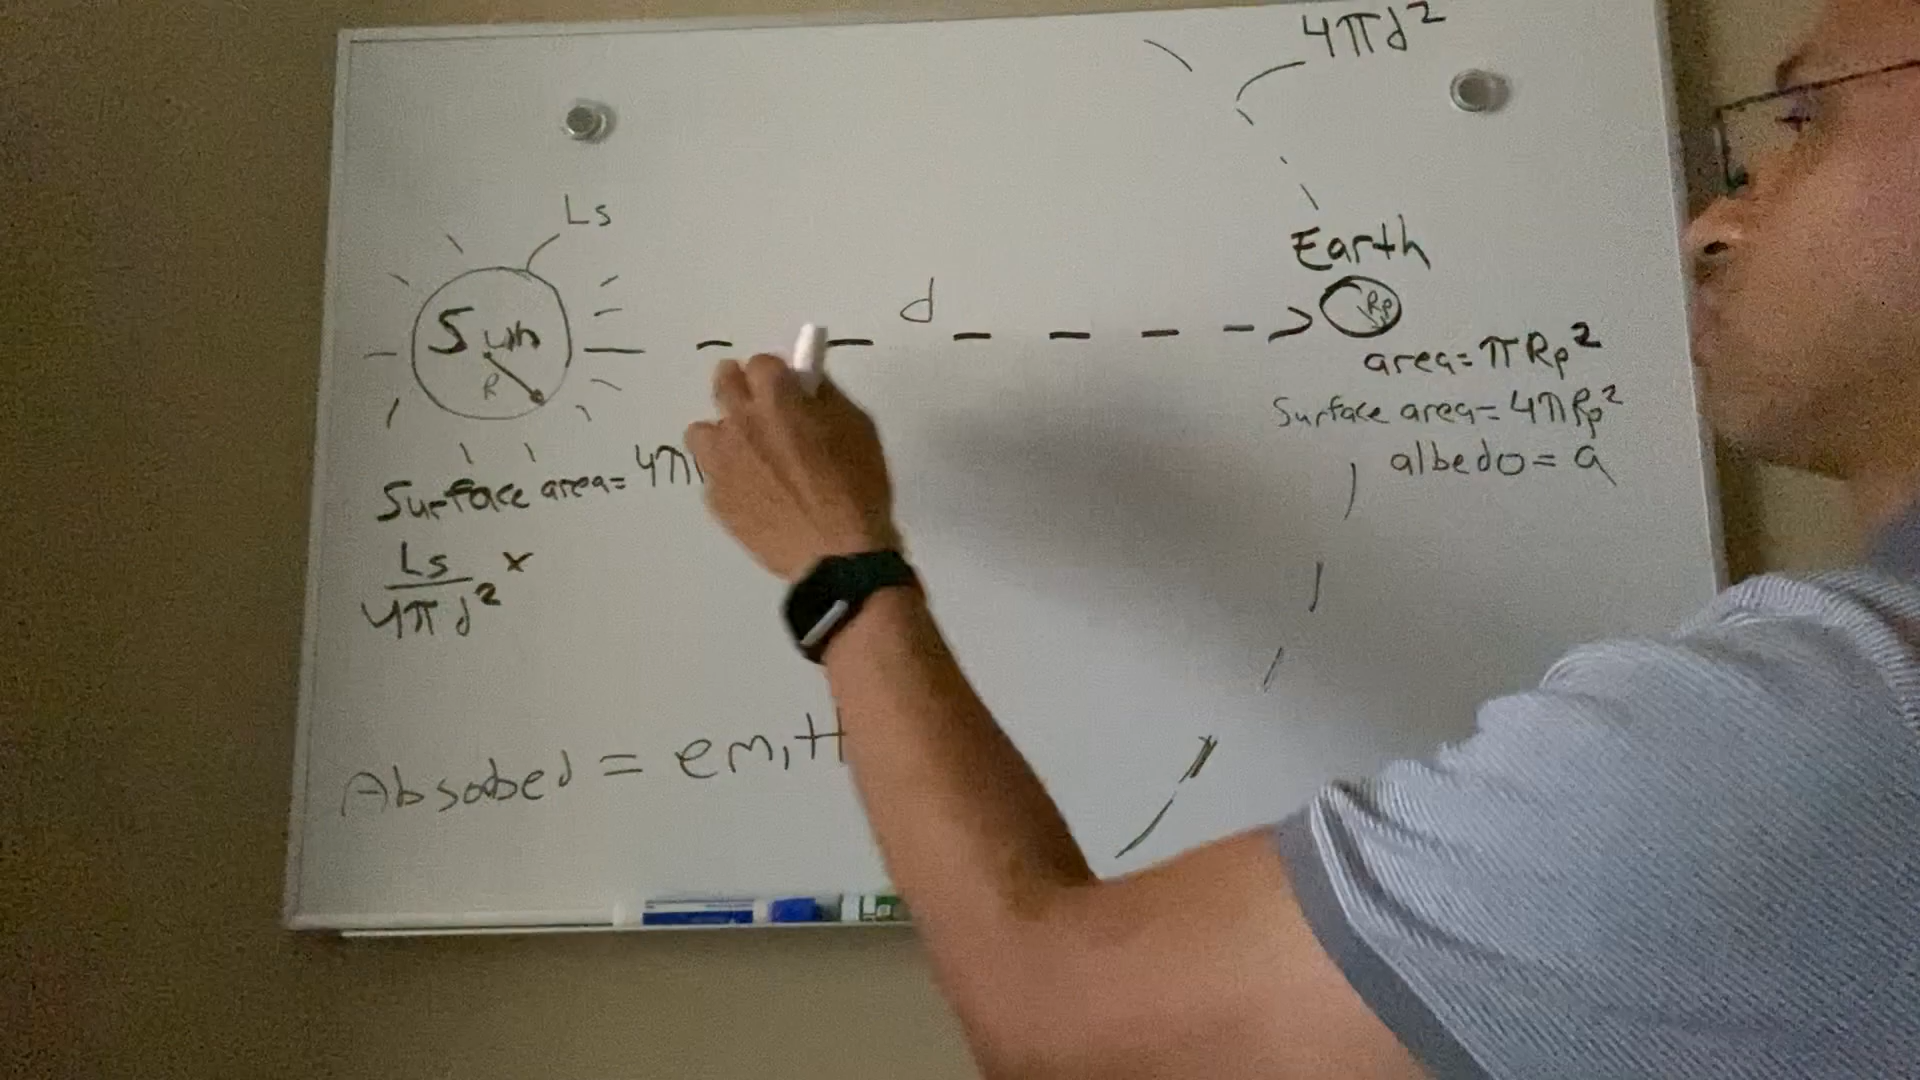 4πd²
Ls
Earth
Sun
d
Rp
R
area = πRp²
Surface area = 4πRp²
albedo = a
Surface area = 4π
Ls
4πd²
x
Absobed = emitt